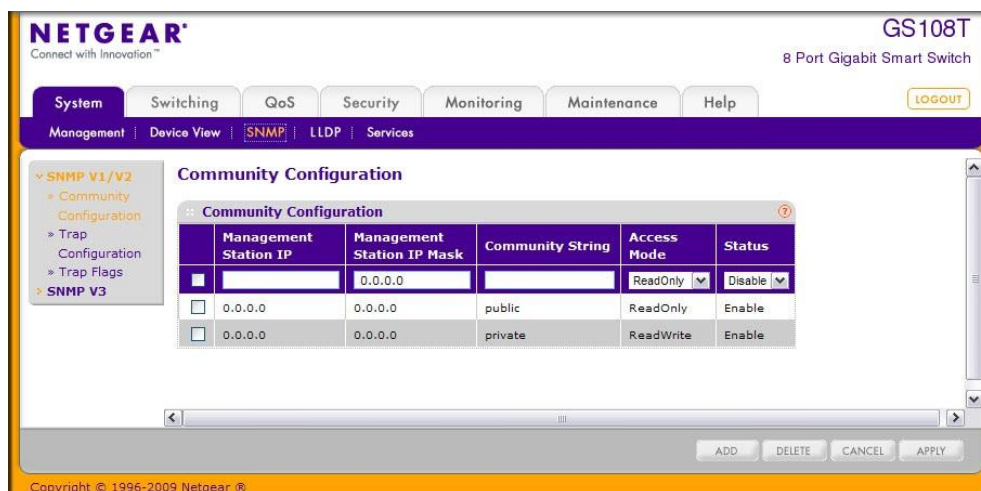 NETGEAR®
Connect with Innovation™
GS108T
8 Port Gigabit Smart Switch
System Switching QoS Security Monitoring Maintenance Help LOGOUT
Management Device View SNMP LLDP Services
SNMP V1/V2
» Community
Configuration
» Trap
Configuration
» Trap Flags
SNMP V3
Community Configuration
Community Configuration ?
Management Station IP Management Station IP Mask Community String Access Mode Status
0.0.0.0 ReadOnly Disable
0.0.0.0 0.0.0.0 public ReadOnly Enable
0.0.0.0 0.0.0.0 private ReadWrite Enable
ADD DELETE CANCEL APPLY
Copyright © 1996-2009 Netgear ®